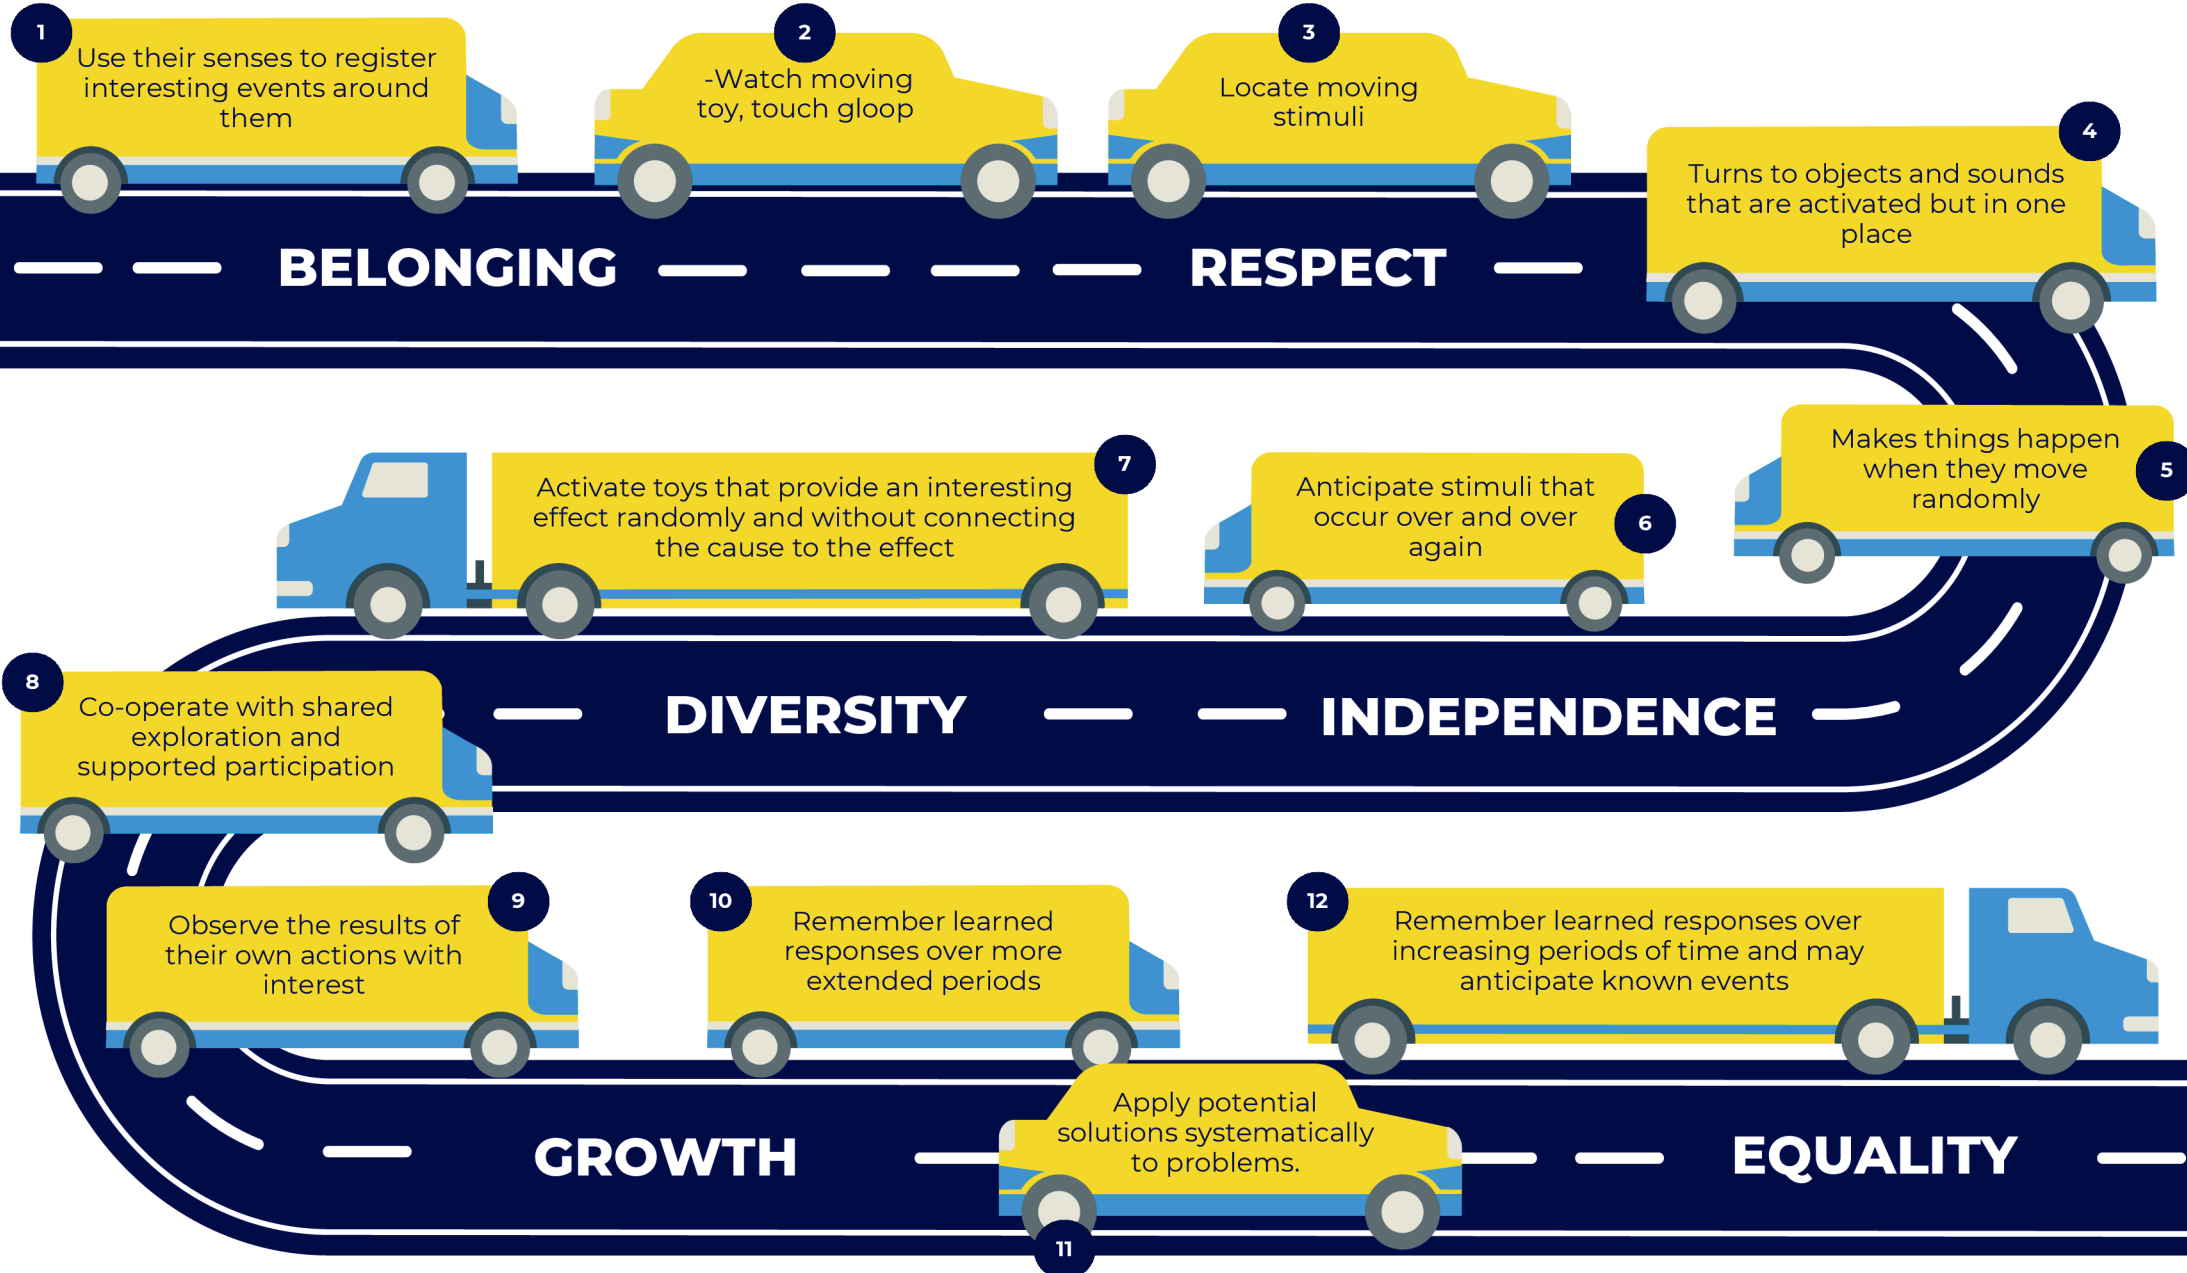 1
Use their senses to register
interesting events around
them
2
-Watch moving
toy, touch gloop
3
Locate moving
stimuli
4
Turns to objects and sounds
that are activated but in one
place
BELONGING
RESPECT
5
Makes things happen
when they move
randomly
6
Anticipate stimuli that
occur over and over
again
7
Activate toys that provide an interesting
effect randomly and without connecting
the cause to the effect
DIVERSITY
INDEPENDENCE
8
Co-operate with shared
exploration and
supported participation
9
Observe the results of
their own actions with
interest
10
Remember learned
responses over more
extended periods
12
Remember learned responses over
increasing periods of time and may
anticipate known events
Apply potential
solutions systematically
to problems.
11
GROWTH
EQUALITY